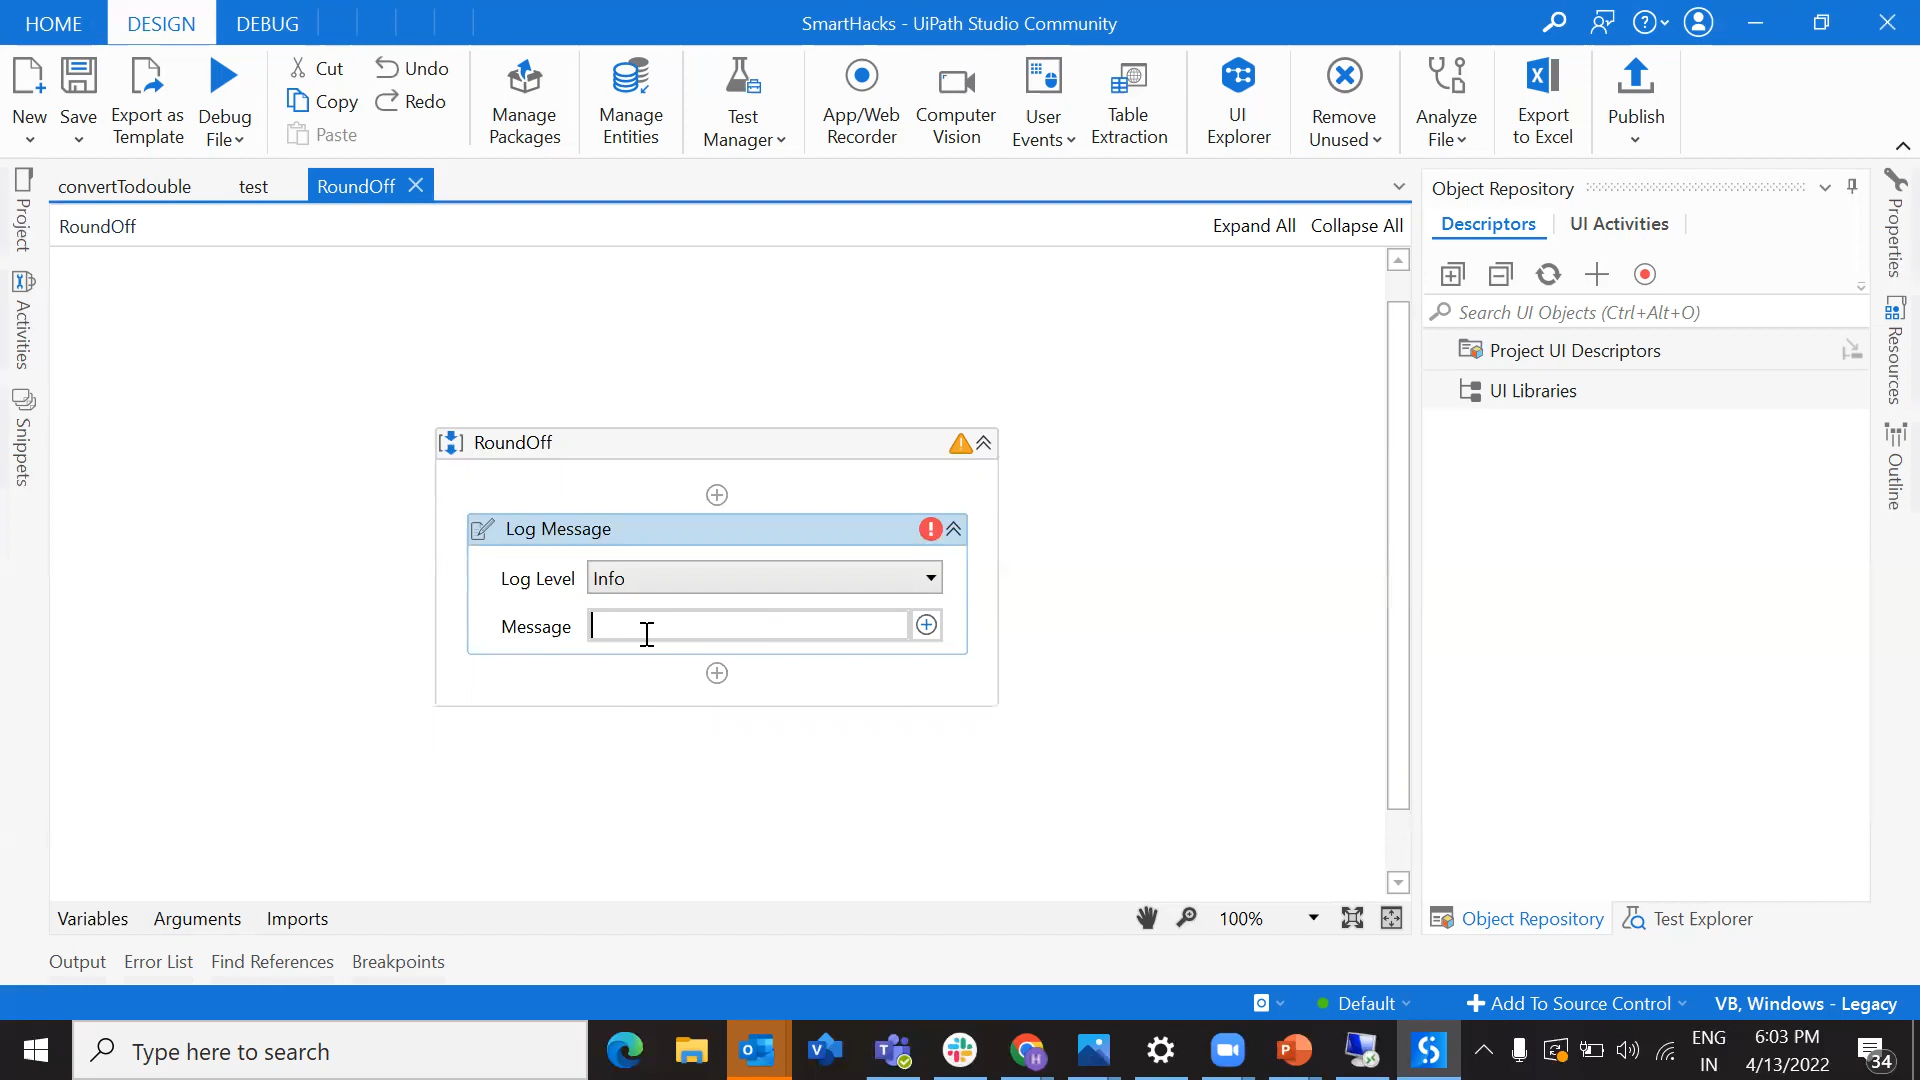 HOME DESIGN DEBUG SmartHacks - UiPath Studio Community
New Save Export as Template Debug File Cut Copy Paste Undo Redo Manage Packages Manage Entities Test Manager App/Web Recorder Computer Vision User Events Table Extraction UI Explorer Remove Unused Analyze File Export to Excel Publish
convertTodouble test RoundOff
RoundOff Expand All Collapse All
Project
Activities
Snippets
RoundOff
Log Message
Log Level Info
Message
Object Repository
Descriptors UI Activities
Search UI Objects (Ctrl+Alt+O)
Project UI Descriptors
UI Libraries
Properties
Resources
Outline
Variables Arguments Imports 100% Object Repository Test Explorer
Output Error List Find References Breakpoints
Default Add To Source Control VB, Windows - Legacy
Type here to search
ENG
IN
6:03 PM
4/13/2022
34